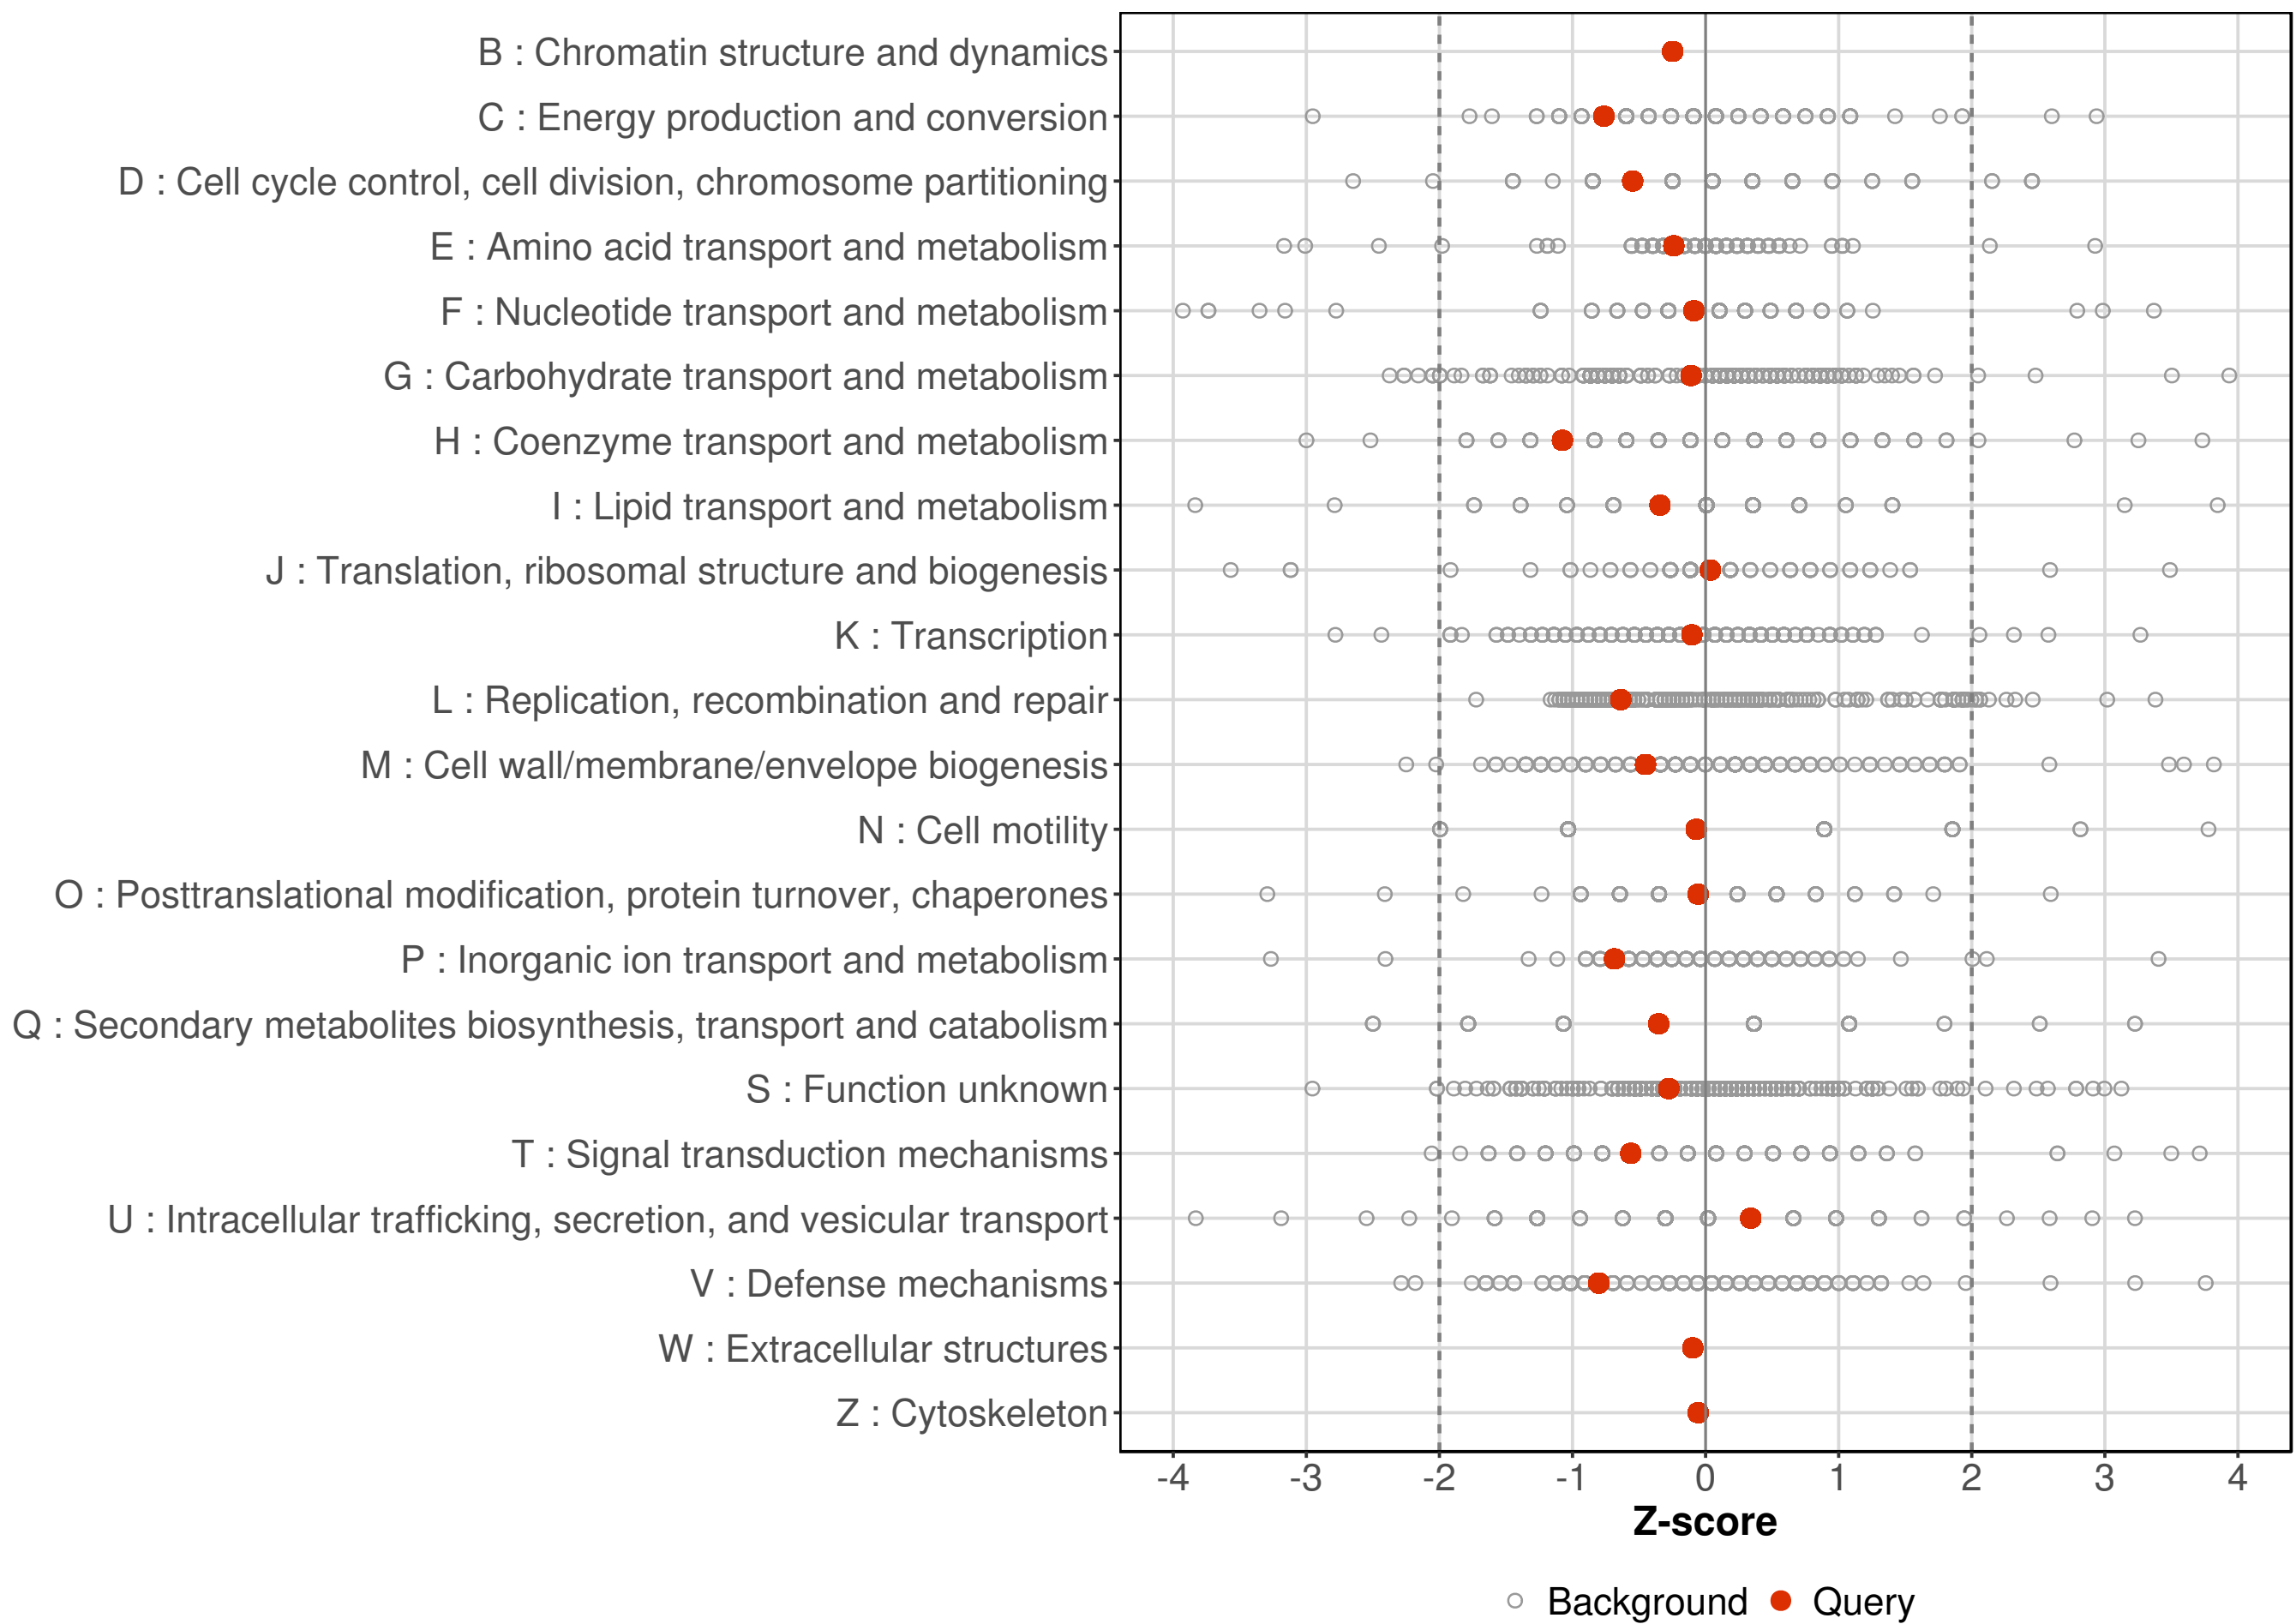 B : Chromatin structure and dynamics
C : Energy production and conversion
D : Cell cycle control, cell division, chromosome partitioning
E : Amino acid transport and metabolism
F : Nucleotide transport and metabolism
G : Carbohydrate transport and metabolism
H : Coenzyme transport and metabolism
I : Lipid transport and metabolism
J : Translation, ribosomal structure and biogenesis
K : Transcription
L : Replication, recombination and repair
M : Cell wall/membrane/envelope biogenesis
N : Cell motility
O : Posttranslational modification, protein turnover, chaperones
P : Inorganic ion transport and metabolism
Q : Secondary metabolites biosynthesis, transport and catabolism
S : Function unknown
T : Signal transduction mechanisms
U : Intracellular trafficking, secretion, and vesicular transport
V : Defense mechanisms
W : Extracellular structures
Z : Cytoskeleton
-4 -3 -2 -1 0 1 2 3 4
Z-score
Background Query